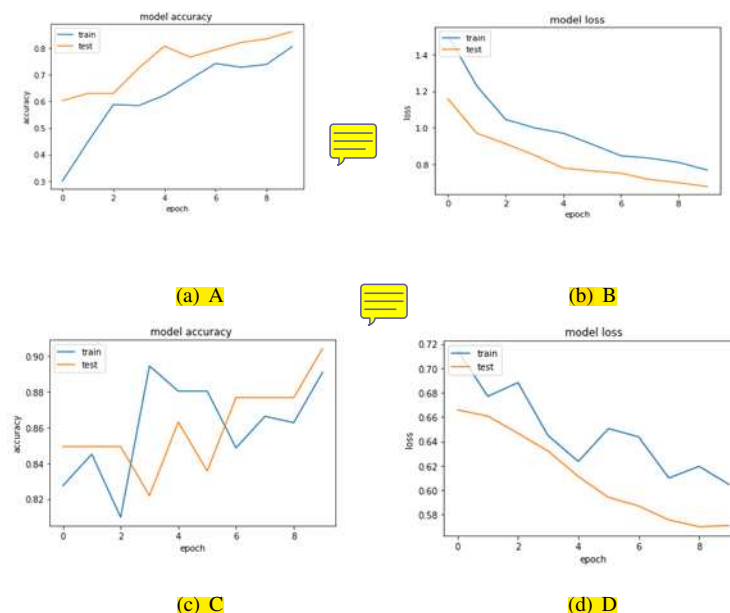 model accuracy
train
test
0.8
0.7
0.6
0.5
0.4
0.3
accuracy
0 2 4 6 8
epoch
model loss
train
test
1.4
1.2
1.0
0.8
loss
0 2 4 6 8
epoch
(a) A
(b) B
model accuracy
train
test
0.90
0.88
0.86
0.84
0.82
accuracy
0 2 4 6 8
epoch
model loss
train
test
0.72
0.70
0.68
0.66
0.64
0.62
0.60
0.58
loss
0 2 4 6 8
epoch
(c) C
(d) D